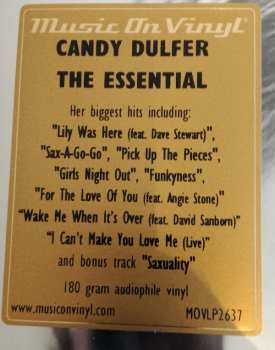 Music On Vinyl®
CANDY DULFER
THE ESSENTIAL
Her biggest hits including:
"Lily Was Here (feat. Dave Stewart)",
"Sax-A-Go-Go", "Pick Up The Pieces",
"Girls Night Out", "Funkyness",
"For The Love Of You (feat. Angie Stone)"
"Wake Me When It's Over (feat. David Sanborn)"
"I Can't Make You Love Me (Live)"
and bonus track "Saxuality"
180 gram audiophile vinyl
www.musiconvinyl.com MOVLP2637